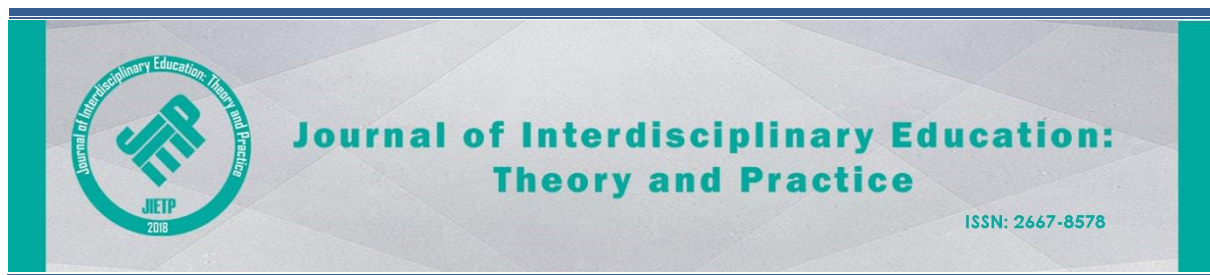 Journal of Interdisciplinary Education: Theory and Practice
JIETP
2018
Journal of Interdisciplinary Education:
Theory and Practice
ISSN: 2667-8578